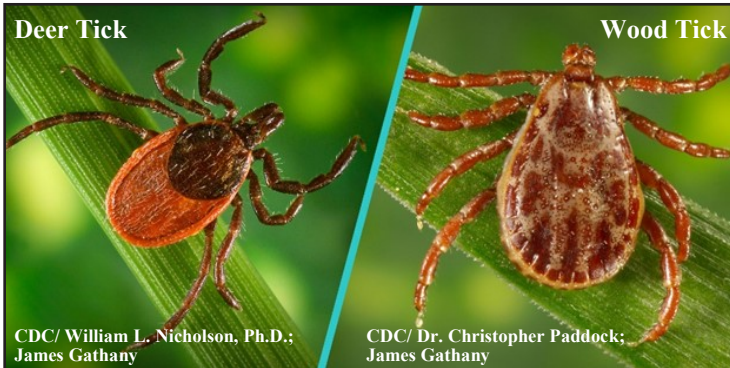 Deer Tick
Wood Tick
CDC/ William L. Nicholson, Ph.D.;
James Gathany
CDC/ Dr. Christopher Paddock;
James Gathany